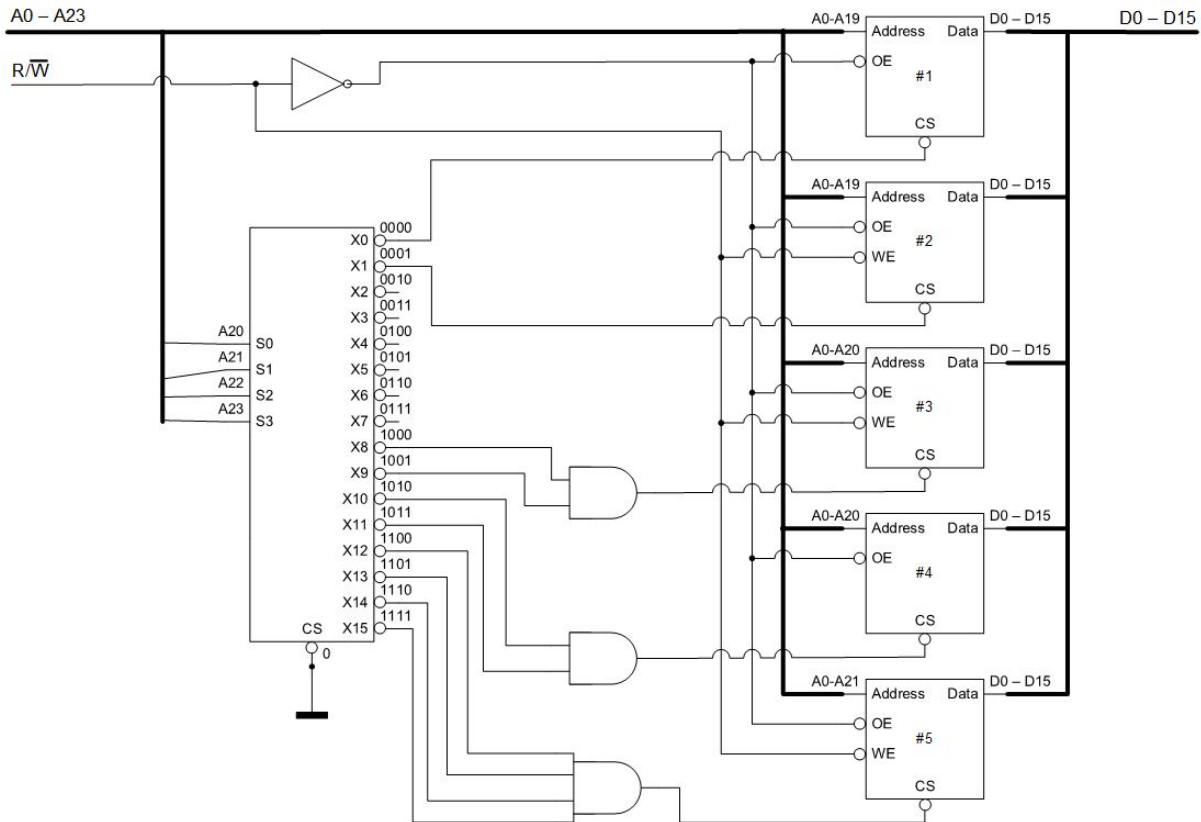 A0 – A23
D0 – D15
R/W̅
A0-A19
D0 – D15
Address
Data
OE
#1
CS
A0-A19
D0 – D15
Address
Data
OE
#2
WE
CS
A0-A20
D0 – D15
Address
Data
OE
#3
WE
CS
A0-A20
D0 – D15
Address
Data
OE
#4
CS
A0-A21
D0 – D15
Address
Data
OE
#5
WE
CS
A20
S0
A21
S1
A22
S2
A23
S3
X0
0000
X1
0001
X2
0010
X3
0011
X4
0100
X5
0101
X6
0110
X7
0111
X8
1000
X9
1001
X10
1010
X11
1011
X12
1100
X13
1101
X14
1110
X15
1111
CS
0